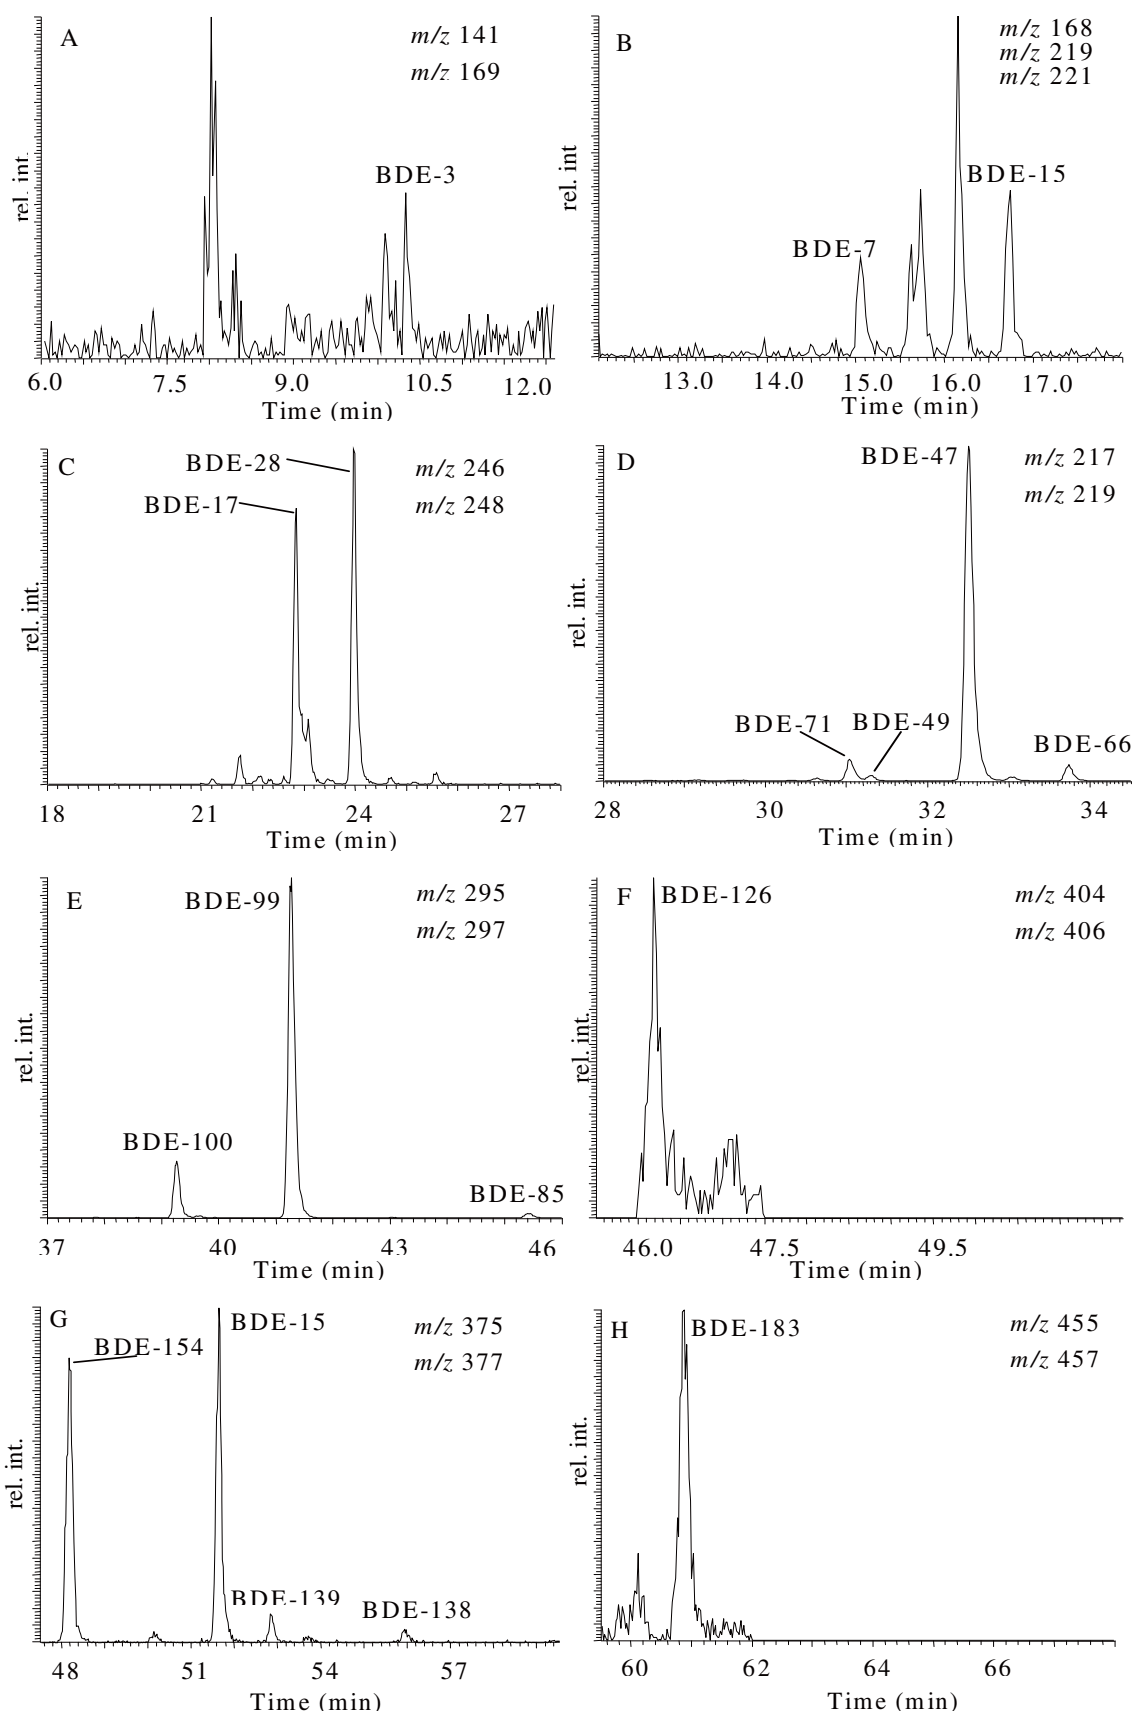 A
m/z 141
m/z 169
BDE-3
rel. int.
6.0 7.5 9.0 10.5 12.0
Time (min)
B
m/z 168
m/z 219
m/z 221
BDE-15
BDE-7
rel. int
13.0 14.0 15.0 16.0 17.0
Time (min)
C
BDE-28
m/z 246
BDE-17
m/z 248
rel. int.
18 21 24 27
Time (min)
D
BDE-47
m/z 217
m/z 219
BDE-71 BDE-49
BDE-66
rel. int.
28 30 32 34
Time (min)
E
BDE-99
m/z 295
m/z 297
BDE-100
BDE-85
rel. int.
37 40 43 46
Time (min)
F
BDE-126
m/z 404
m/z 406
rel. int.
46.0 47.5 49.5
Time (min)
G
BDE-15
m/z 375
BDE-154
m/z 377
BDE-139
BDE-138
rel. int.
48 51 54 57
Time (min)
H
BDE-183
m/z 455
m/z 457
rel. int.
60 62 64 66
Time (min)